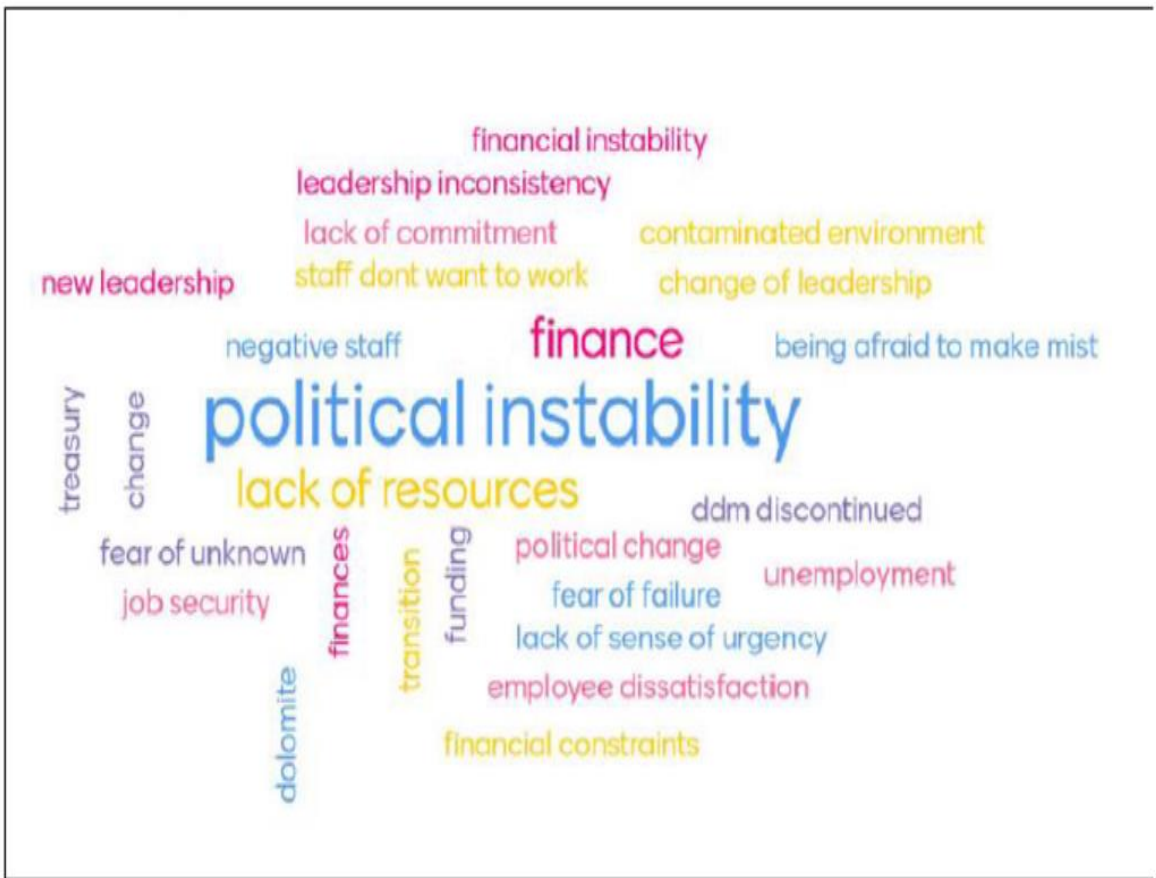 financial instability
leadership inconsistency
lack of commitment
contaminated environment
new leadership
staff dont want to work
change of leadership
negative staff
finance
being afraid to make mist
treasury
change
political instability
lack of resources
ddm discontinued
fear of unknown
finances
transition
funding
political change
unemployment
job security
fear of failure
lack of sense of urgency
dolomite
employee dissatisfaction
financial constraints